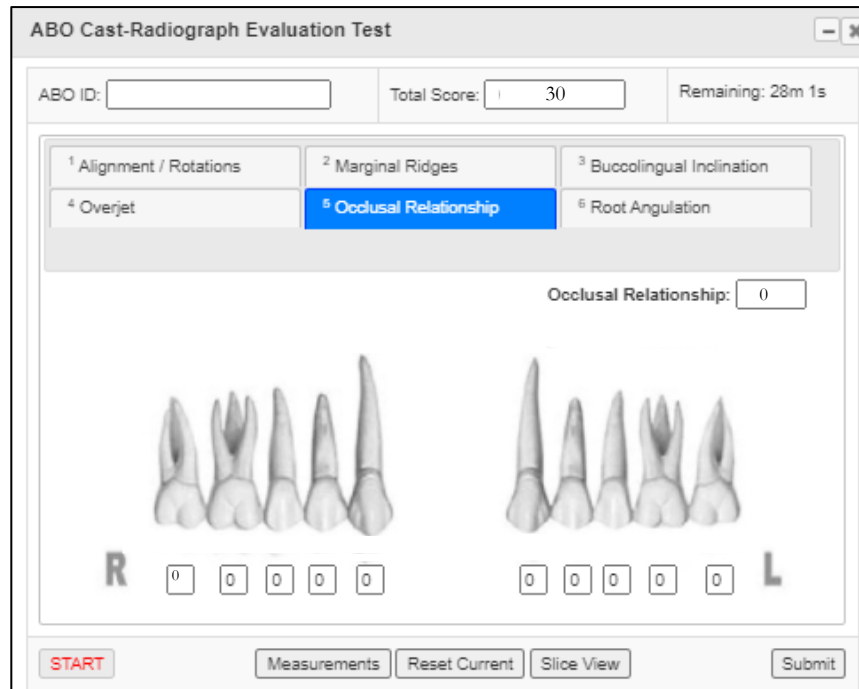 ABO Cast-Radiograph Evaluation Test
ABO ID:
Total Score: 30
Remaining: 28m 1s
1 Alignment / Rotations
2 Marginal Ridges
3 Buccolingual Inclination
4 Overjet
5 Occlusal Relationship
6 Root Angulation
Occlusal Relationship: 0
R 0 0 0 0 0 0 0 0 0 0 L
START Measurements Reset Current Slice View Submit